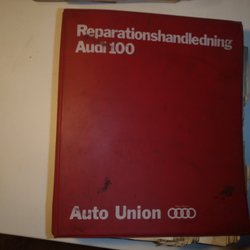 Reparationshandledning
Audi 100
Auto Union